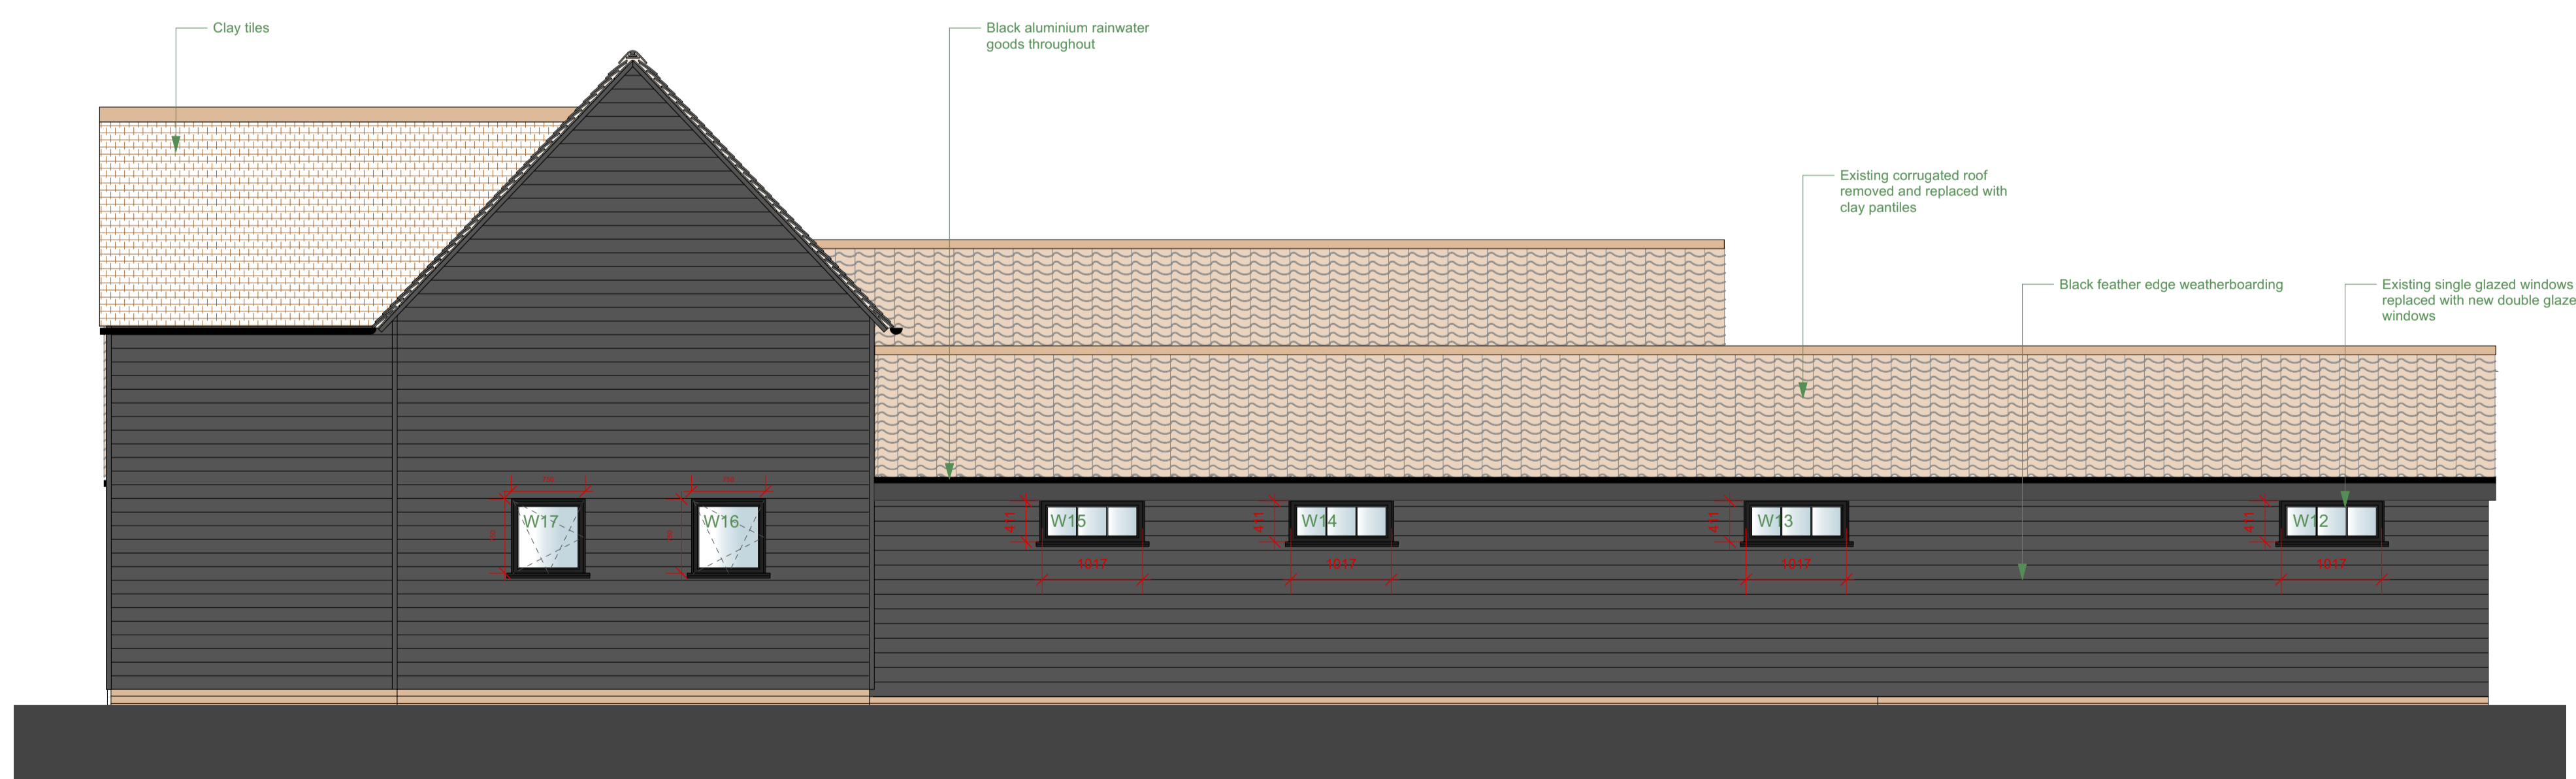 Clay tiles
Black aluminium rainwater
goods throughout
Existing corrugated roof
removed and replaced with
clay pantiles
Black feather edge weatherboarding
Existing single glazed windows
replaced with new double glaze
windows
W17
W16
W15
W14
W13
W12
411
411
411
411
1017
1017
1017
1017